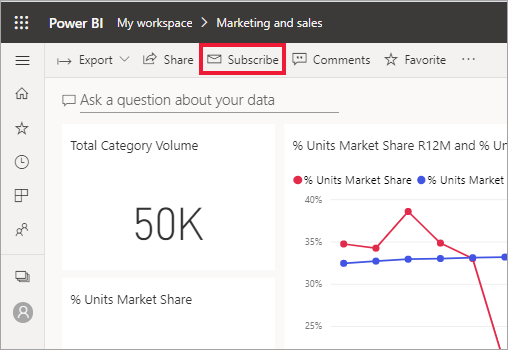 Power BI My workspace > Marketing and sales
Export Share Subscribe Comments Favorite ...
Ask a question about your data
Total Category Volume
50K
% Units Market Share
% Units Market Share R12M and % Un
% Units Market Share % Units Market
40%
35%
30%
25%